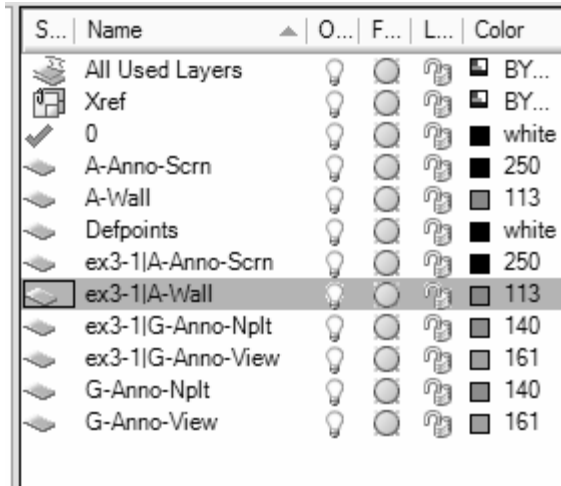 S... Name O... F... L... Color
All Used Layers BY...
Xref BY...
0 white
A-Anno-Scrn 250
A-Wall 113
Defpoints white
ex3-1|A-Anno-Scrn 250
ex3-1|A-Wall 113
ex3-1|G-Anno-Nplt 140
ex3-1|G-Anno-View 161
G-Anno-Nplt 140
G-Anno-View 161